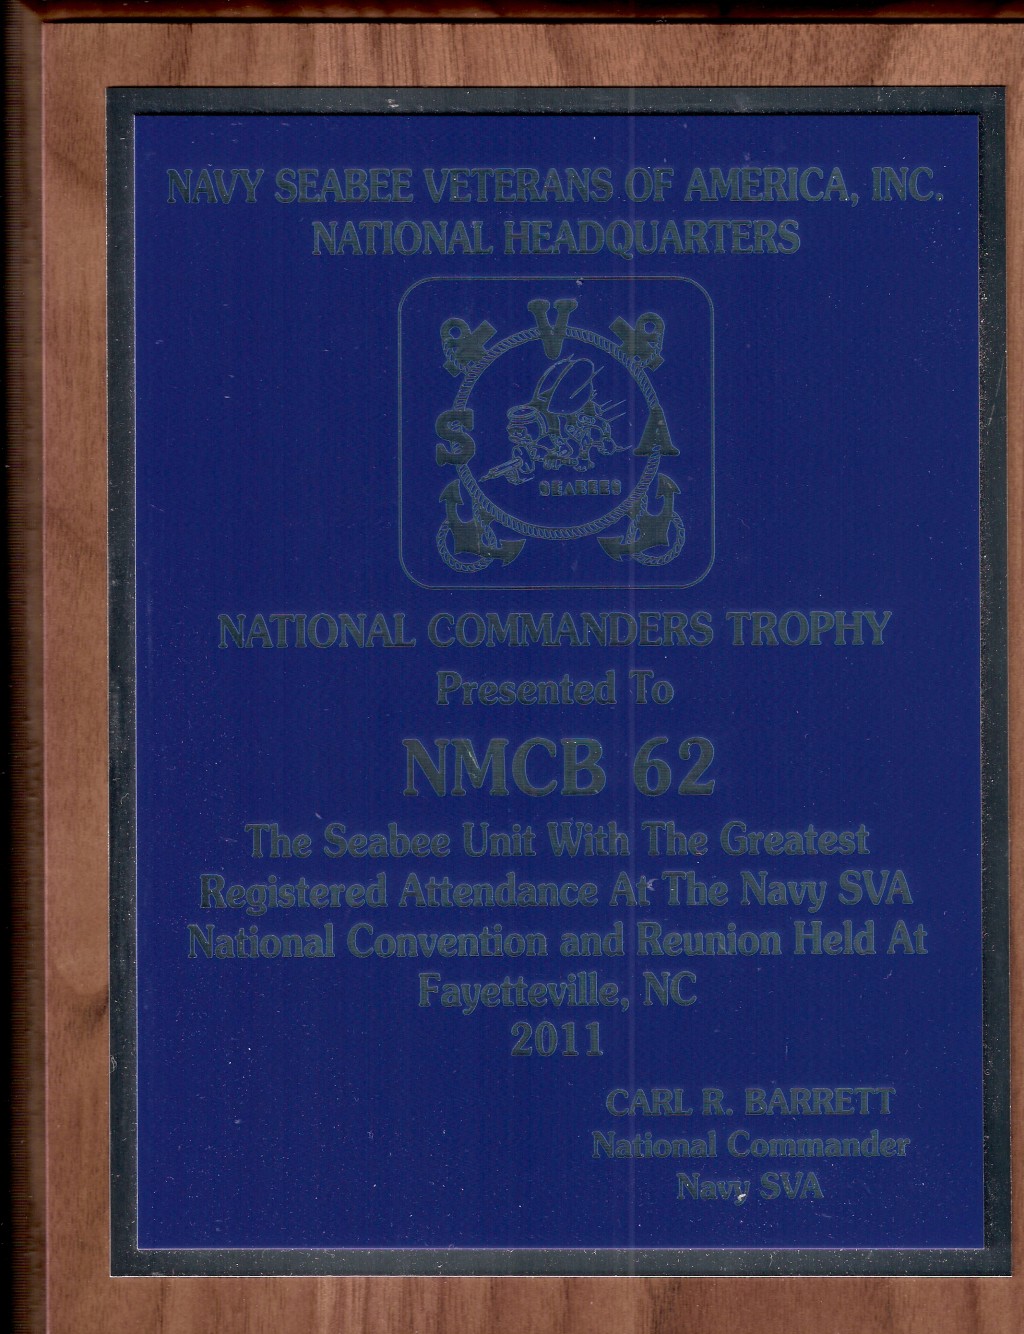 NAVY SEABEE VETERANS OF AMERICA, INC.
NATIONAL HEADQUARTERS
V
S A
SEABEES
NATIONAL COMMANDERS TROPHY
Presented To
NMCB 62
The Seabee Unit With The Greatest
Registered Attendance At The Navy SVA
National Convention and Reunion Held At
Fayetteville, NC
2011
CARL R. BARRETT
National Commander
Navy SVA